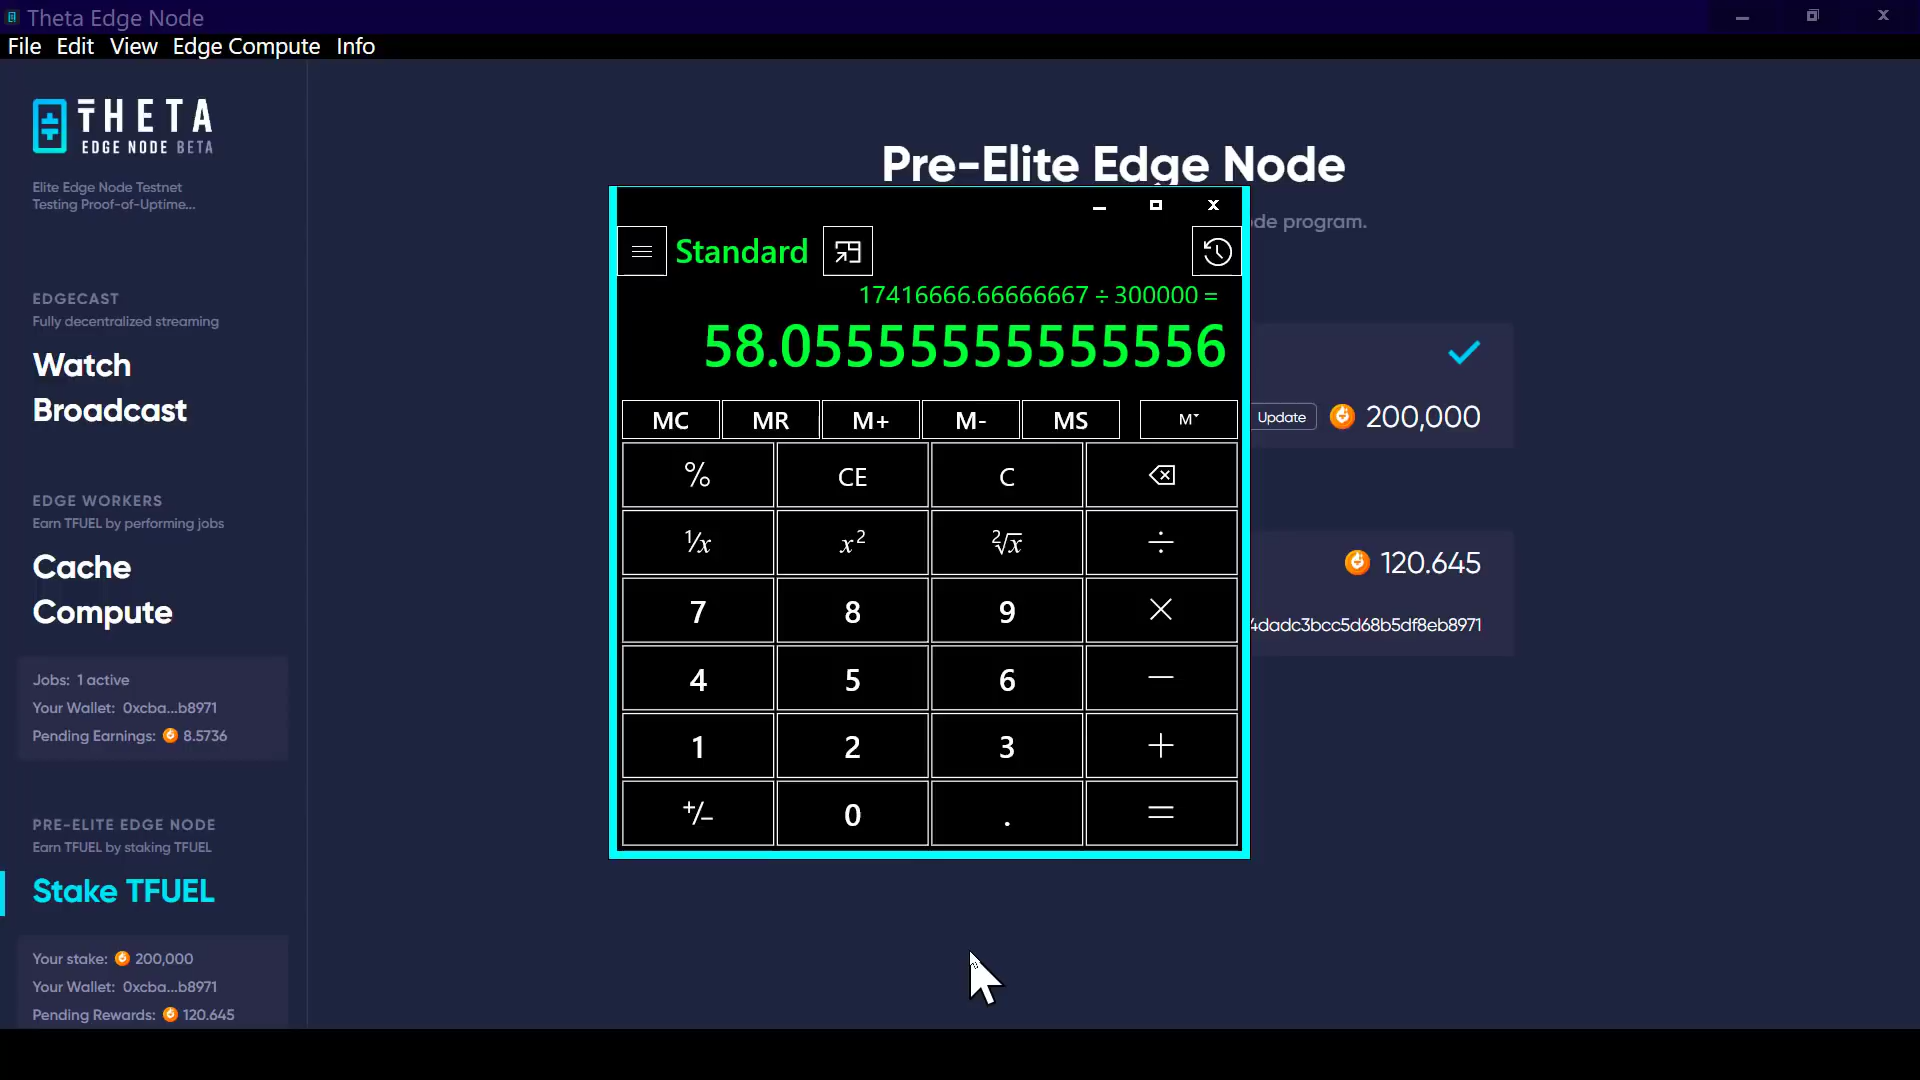 Theta Edge Node
File Edit View Edge Compute Info
THETA
EDGE NODE BETA
Elite Edge Node Testnet
Testing Proof-of-Uptime...
EDGECAST
Fully decentralized streaming
Watch
Broadcast
EDGE WORKERS
Earn TFUEL by performing jobs
Cache
Compute
Jobs: 1 active
Your Wallet: 0xcba...b8971
Pending Earnings: 8.5736
PRE-ELITE EDGE NODE
Earn TFUEL by staking TFUEL
Stake TFUEL
Your stake: 200,000
Your Wallet: 0xcba...b8971
Pending Rewards: 120.645
Pre-Elite Edge Node
de program.
Update 200,000
120.645
4dadc3bcc5d68b5df8eb8971
Standard
17416666.66666667 ÷ 300000 =
58.05555555555556
MC MR M+ M- MS M˅
% CE C
⅟x x² ²√x ÷
7 8 9 ×
4 5 6 −
1 2 3 +
+/− 0 . =